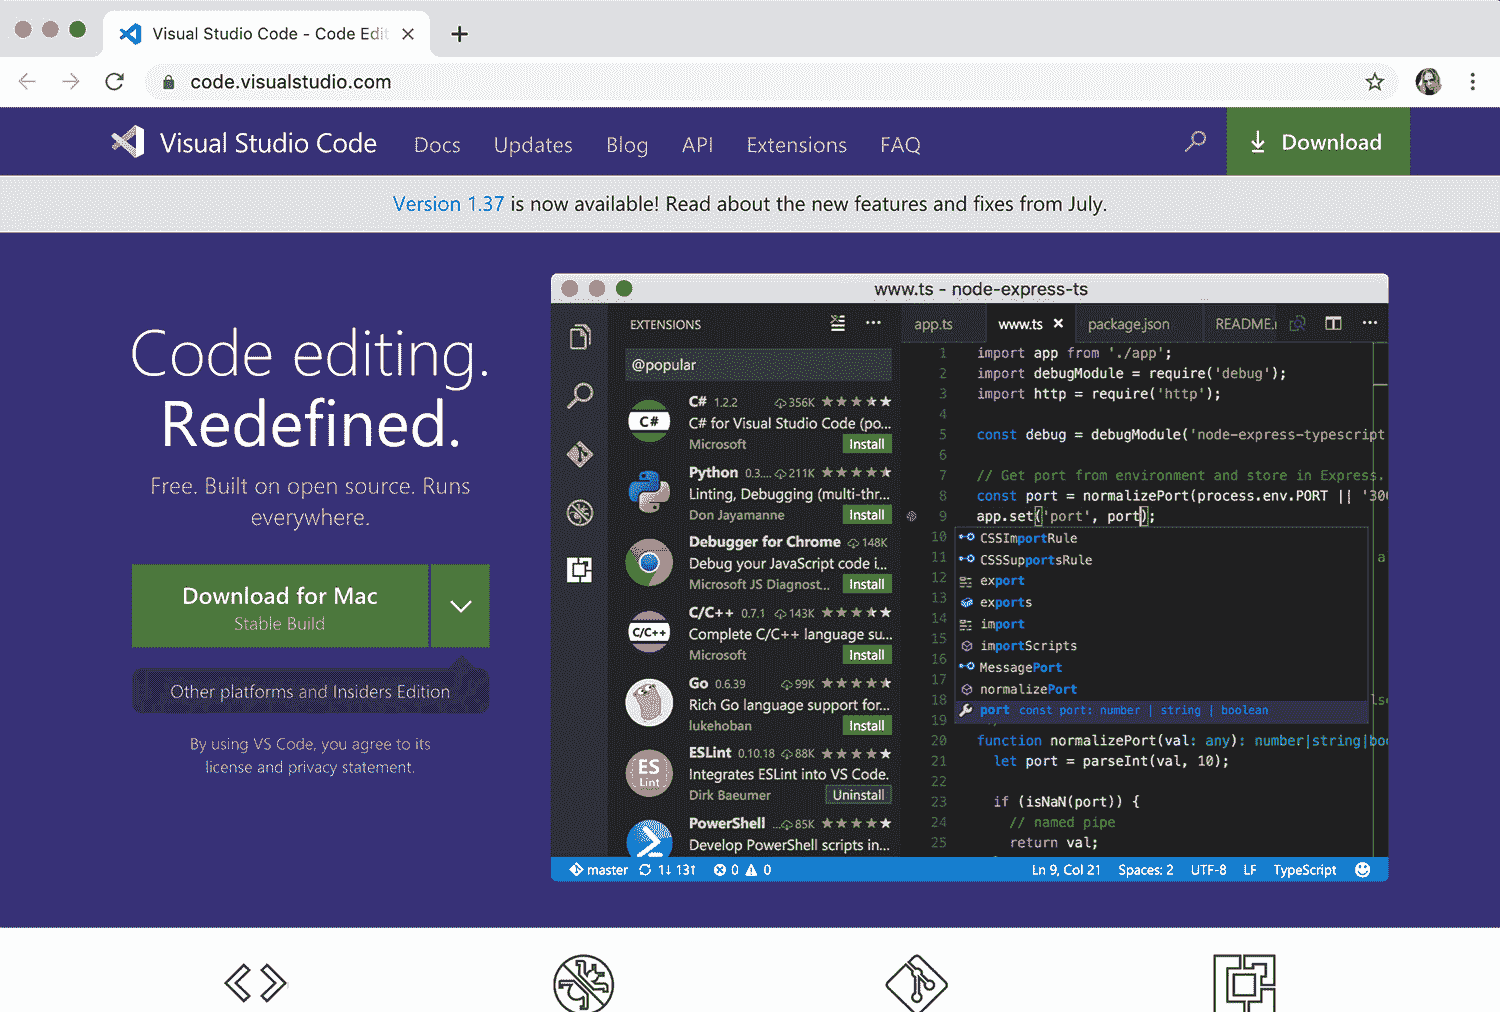 Visual Studio Code - Code Edit
code.visualstudio.com
Visual Studio Code Docs Updates Blog API Extensions FAQ Download
Version 1.37 is now available! Read about the new features and fixes from July.
Code editing.
Redefined.
Free. Built on open source. Runs
everywhere.
Download for Mac
Stable Build
Other platforms and Insiders Edition
By using VS Code, you agree to its
license and privacy statement.
www.ts - node-express-ts
EXTENSIONS
@popular
C# 1.2.2 356K
C# for Visual Studio Code (po...
Microsoft Install
Python 0.3.... 211K
Linting, Debugging (multi-thr...
Don Jayamanne Install
Debugger for Chrome 148K
Debug your JavaScript code i...
Microsoft JS Diagnost... Install
C/C++ 0.7.1 143K
Complete C/C++ language su...
Microsoft Install
Go 0.6.39 99K
Rich Go language support for...
lukehoban Install
ESLint 0.10.18 88K
Integrates ESLint into VS Code.
Dirk Baeumer Uninstall
PowerShell ... 85K
Develop PowerShell scripts in...
C#
C/C++
ES
Lint
app.ts www.ts package.json README.
1 import app from './app';
2 import debugModule = require('debug');
3 import http = require('http');
4
5 const debug = debugModule('node-express-typescript
6
7 // Get port from environment and store in Express.
8 const port = normalizePort(process.env.PORT || '300
9 app.set('port', port);
10 CSSImportRule
11 CSSSupportsRule
12 export
13 exports
14 import
15 importScripts
16 MessagePort
17 normalizePort
18 port const port: number | string | boolean
19
20 function normalizePort(val: any): number|string|boo
21 let port = parseInt(val, 10);
22
23 if (isNaN(port)) {
24 // named pipe
25 return val;
master 1↓ 13↑ 0 0 Ln 9, Col 21 Spaces: 2 UTF-8 LF TypeScript